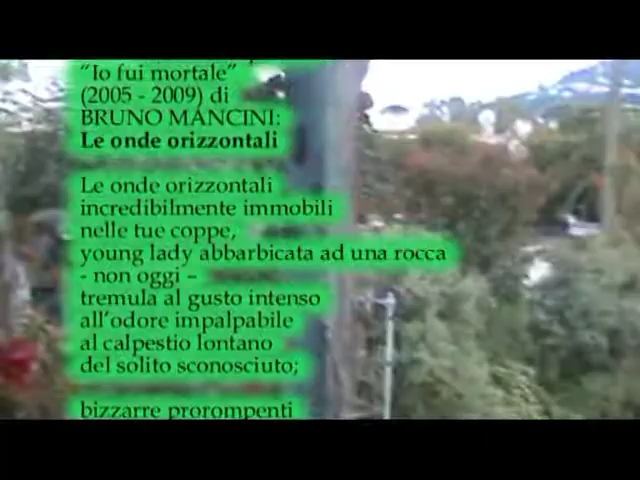 "Io fui mortale"
(2005 - 2009) di
BRUNO MANCINI:
Le onde orizzontali
Le onde orizzontali
incredibilmente immobili
nelle tue coppe,
young lady abbarbicata ad una rocca
- non oggi –
tremula al gusto intenso
all'odore impalpabile
al calpestio lontano
del solito sconosciuto;
bizzarre prorompenti